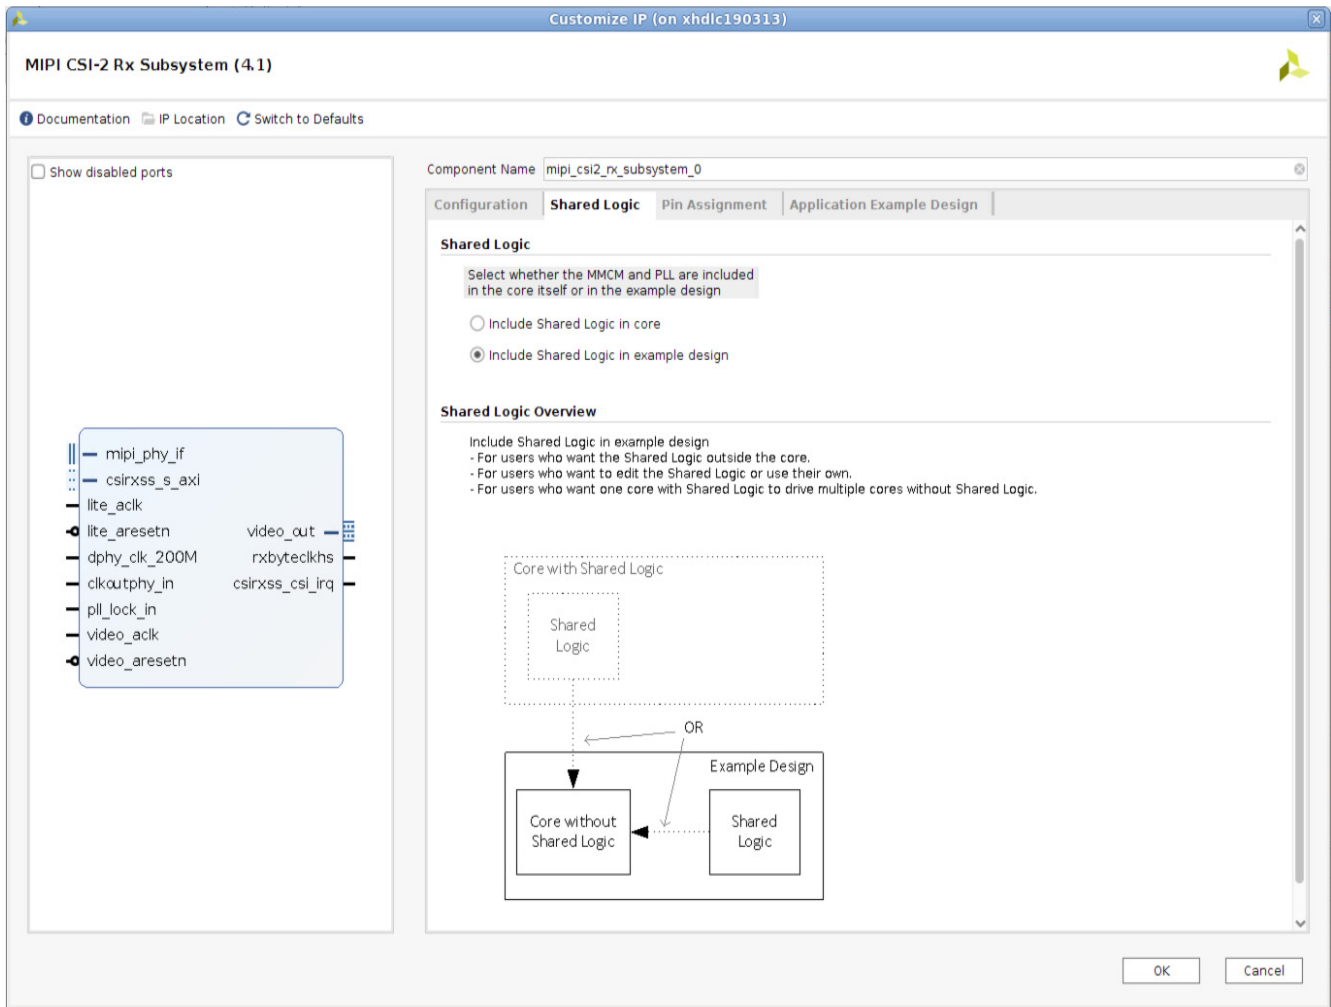 Customize IP (on xhdlc190313)
MIPI CSI-2 Rx Subsystem (4.1)
Documentation IP Location Switch to Defaults
Show disabled ports
Component Name mipi_csi2_rx_subsystem_0
Configuration Shared Logic Pin Assignment Application Example Design
Shared Logic
Select whether the MMCM and PLL are included
in the core itself or in the example design
Include Shared Logic in core
Include Shared Logic in example design
Shared Logic Overview
Include Shared Logic in example design
- For users who want the Shared Logic outside the core.
- For users who want to edit the Shared Logic or use their own.
- For users who want one core with Shared Logic to drive multiple cores without Shared Logic.
mipi_phy_if
csirxss_s_axi
lite_aclk
lite_aresetn video_out
dphy_clk_200M rxbyteclkhs
clkoutphy_in csirxss_csi_irq
pll_lock_in
video_aclk
video_aresetn
Core with Shared Logic
Shared
Logic
OR
Example Design
Core without
Shared Logic
Shared
Logic
OK Cancel